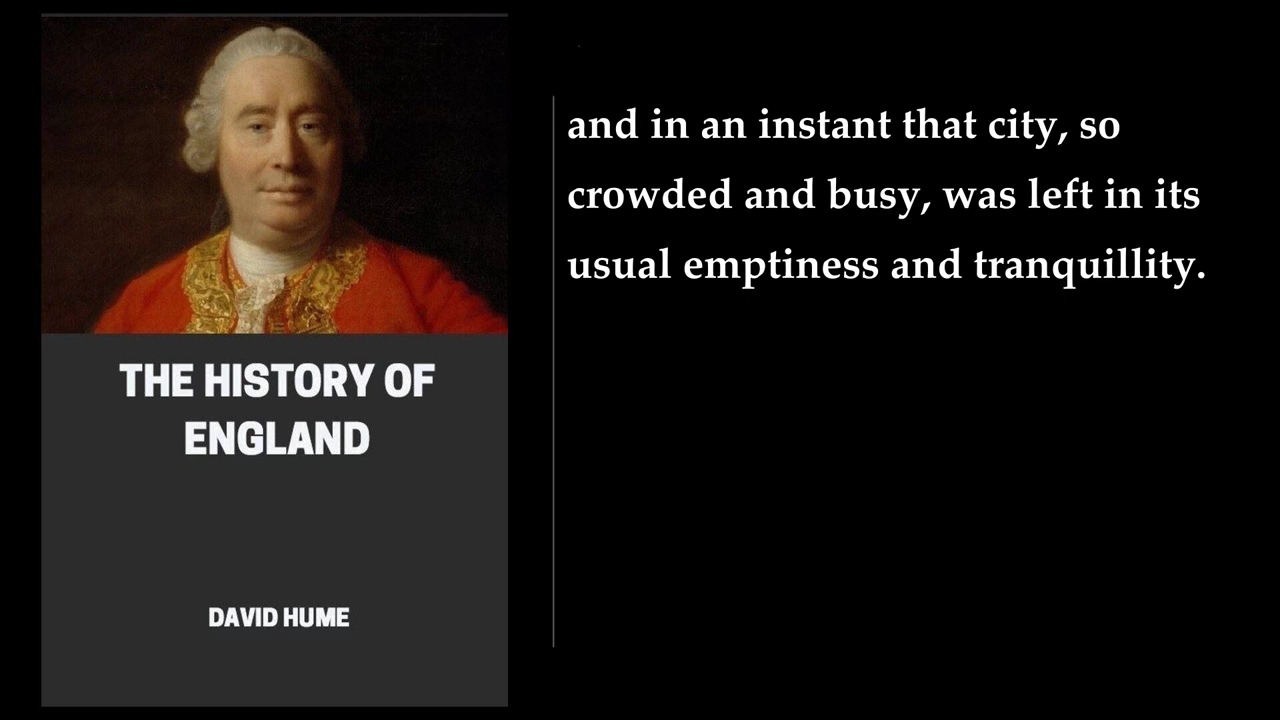 THE HISTORY OF
ENGLAND
DAVID HUME
and in an instant that city, so
crowded and busy, was left in its
usual emptiness and tranquillity.